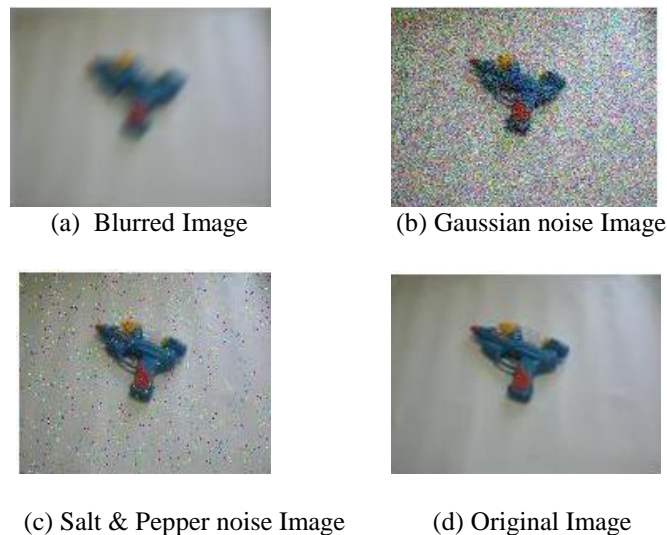 (a) Blurred Image
(b) Gaussian noise Image
(c) Salt & Pepper noise Image
(d) Original Image